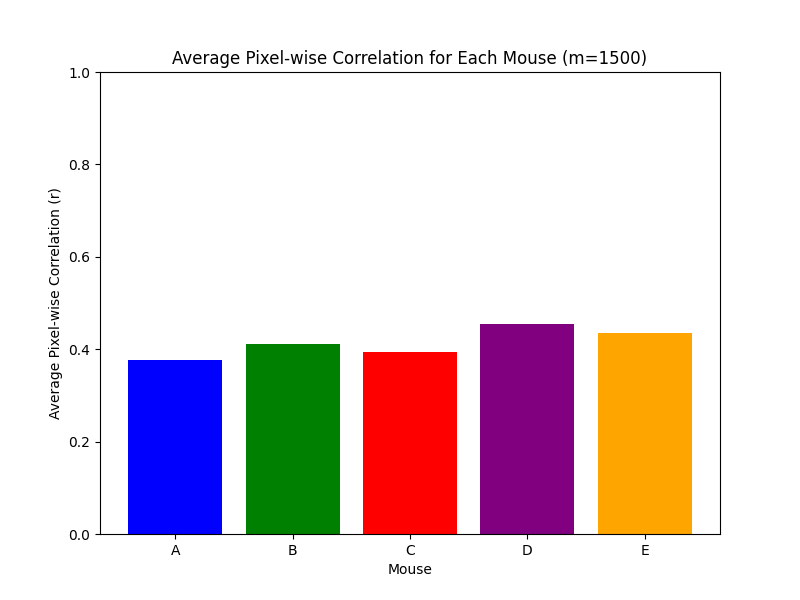 Average Pixel-wise Correlation for Each Mouse (m=1500)
Average Pixel-wise Correlation (r)
1.0
0.8
0.6
0.4
0.2
0.0
A B C D E
Mouse